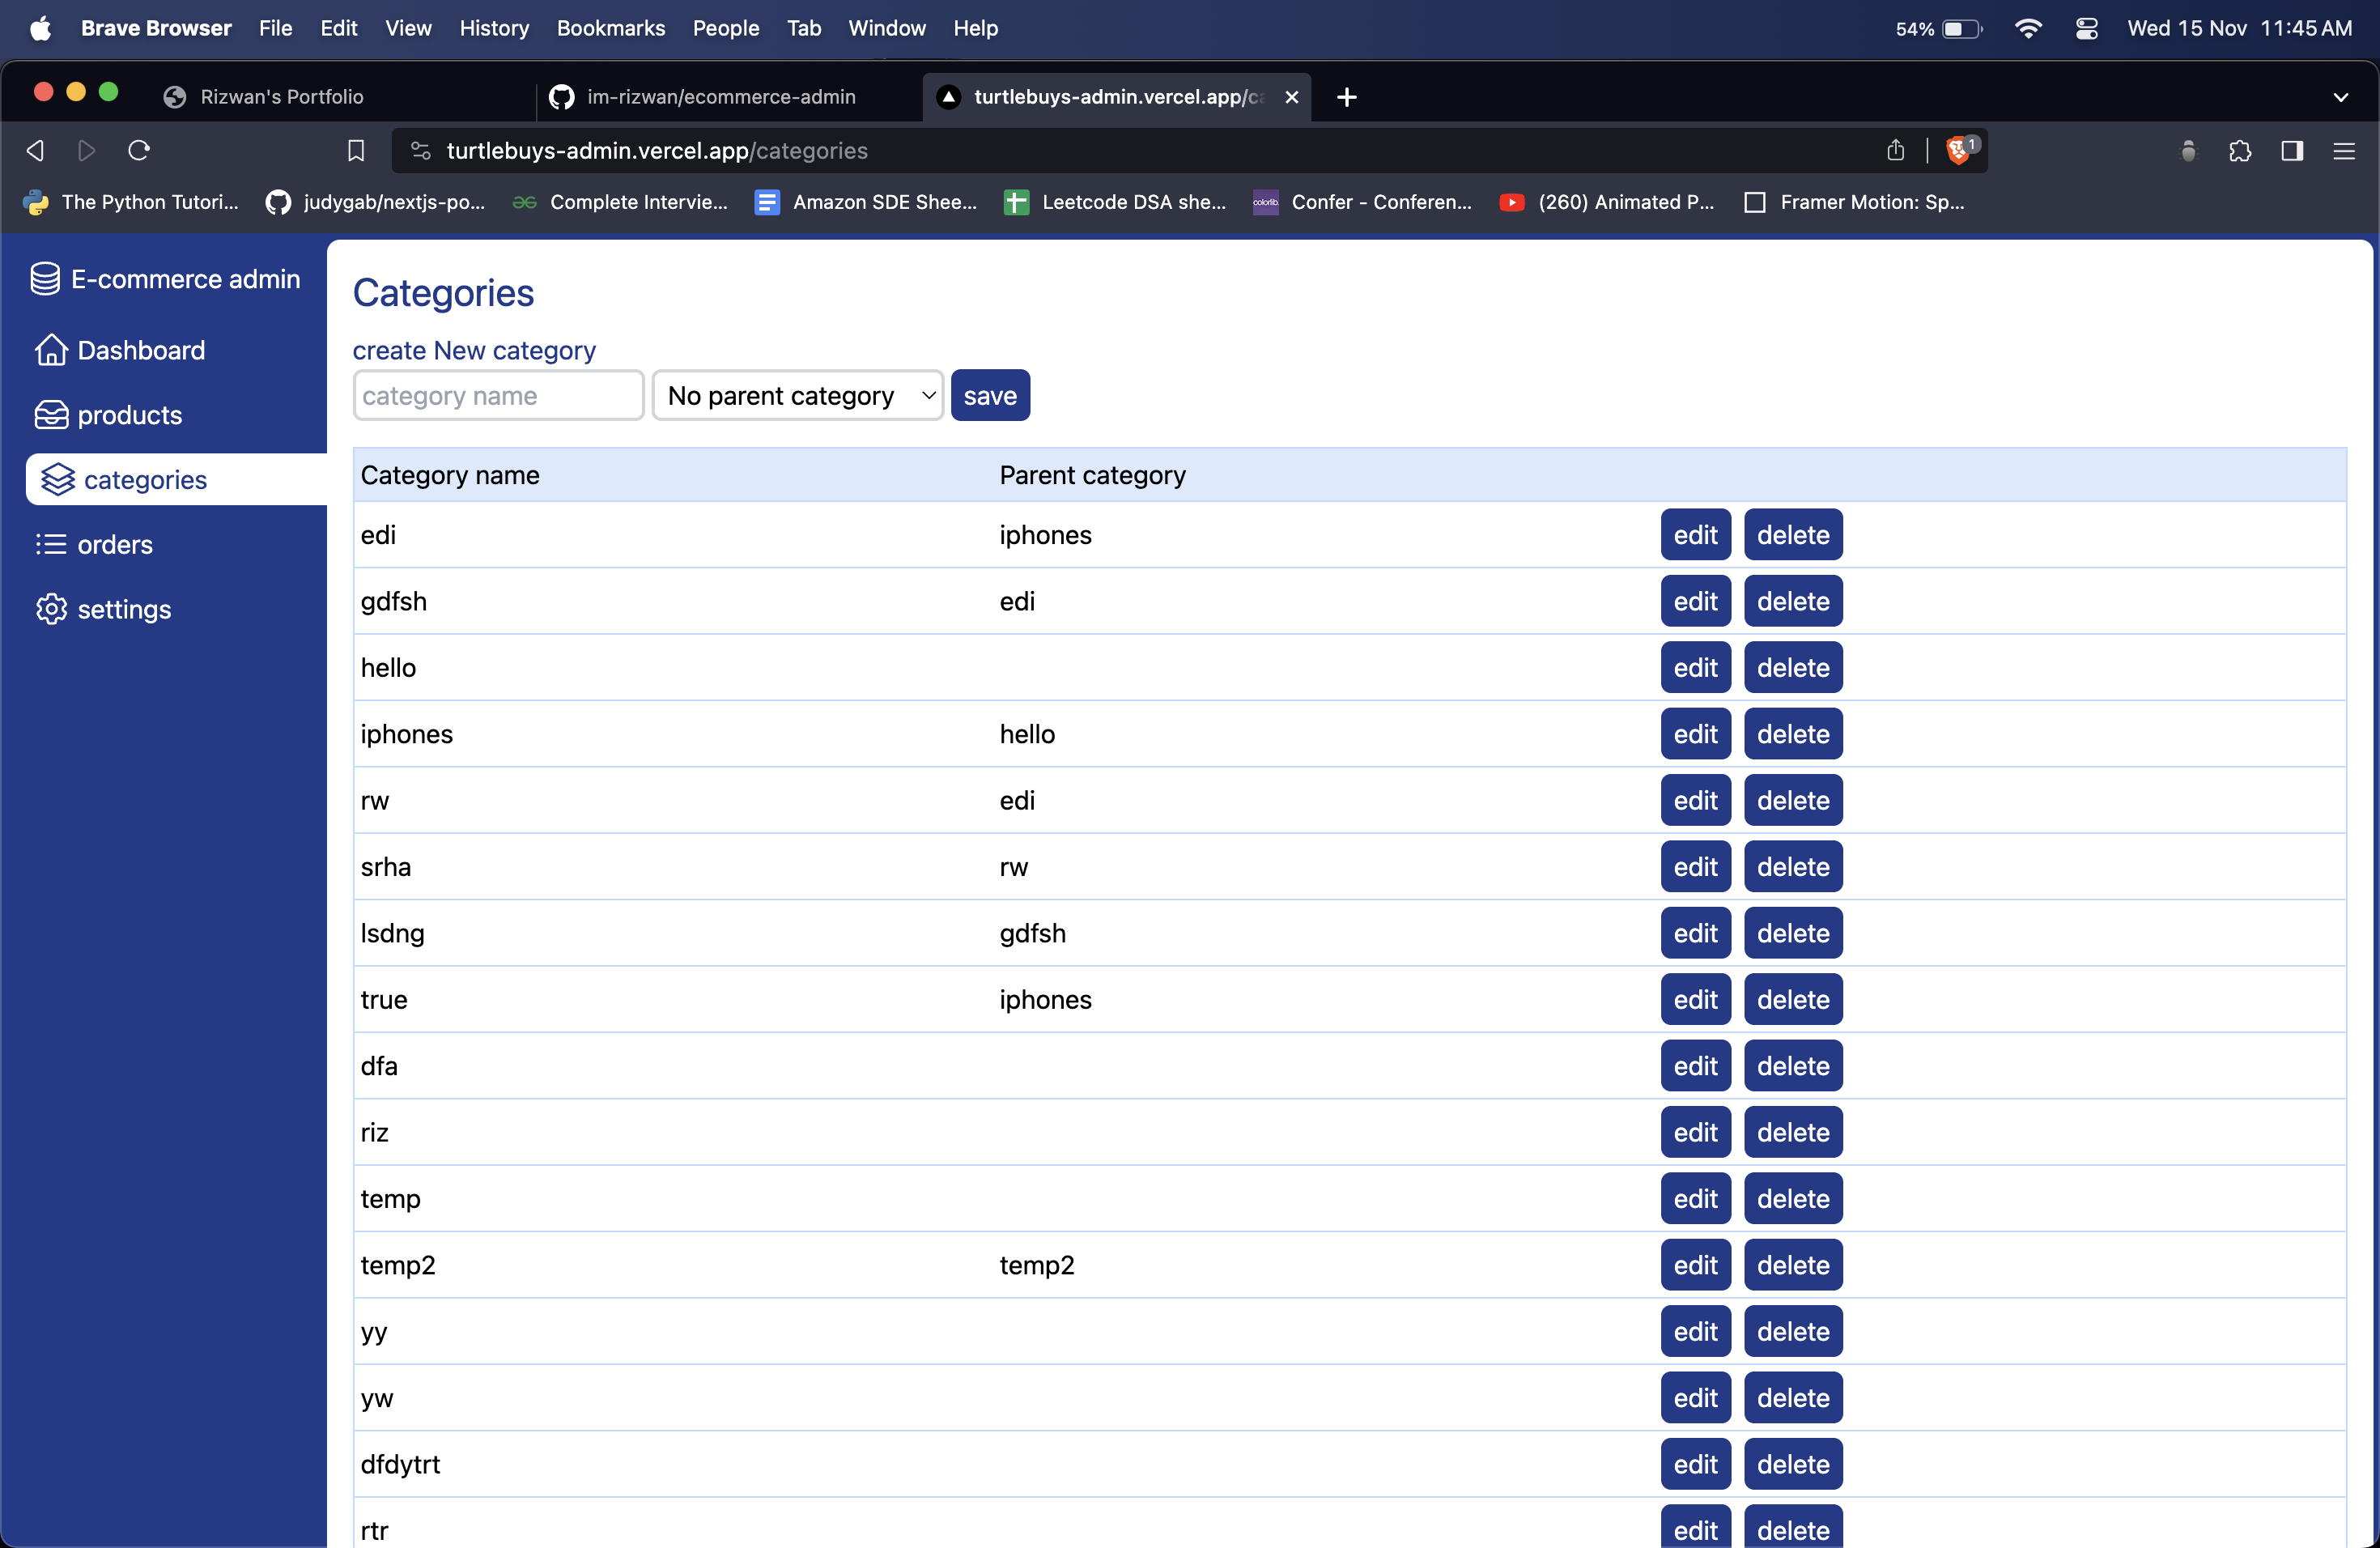 Brave Browser File Edit View History Bookmarks People Tab Window Help 54% Wed 15 Nov 11:45 AM
Rizwan's Portfolio im-rizwan/ecommerce-admin turtlebuys-admin.vercel.app/ca
turtlebuys-admin.vercel.app/categories 1
The Python Tutori... judygab/nextjs-po... Complete Intervie... Amazon SDE Shee... Leetcode DSA she... colorlib. Confer - Conferen... (260) Animated P... Framer Motion: Sp...
E-commerce admin
Dashboard
products
categories
orders
settings
Categories
create New category
category name No parent category save
Category name Parent category
edi iphones edit delete
gdfsh edi edit delete
hello edit delete
iphones hello edit delete
rw edi edit delete
srha rw edit delete
lsdng gdfsh edit delete
true iphones edit delete
dfa edit delete
riz edit delete
temp edit delete
temp2 temp2 edit delete
yy edit delete
yw edit delete
dfdytrt edit delete
rtr edit delete